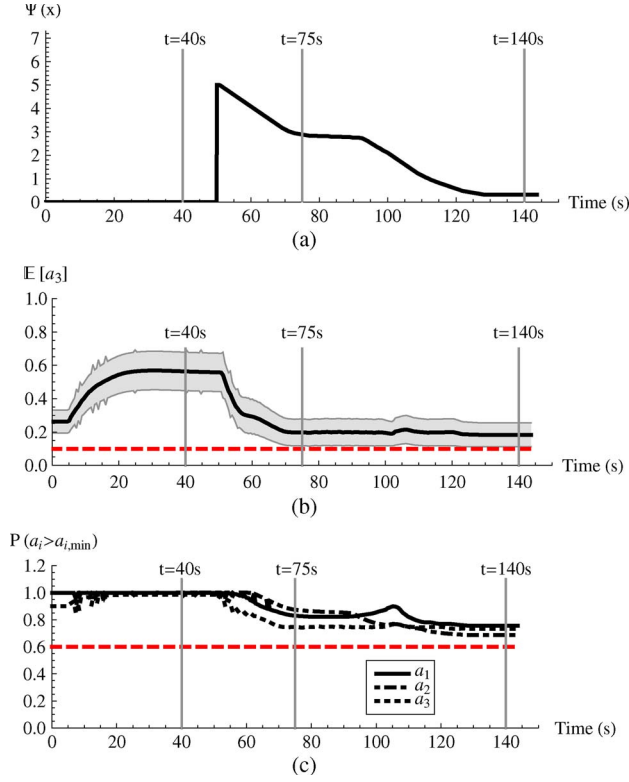 Ψ (x)
t=40s t=75s t=140s
7
6
5
4
3
2
1
0
0 20 40 60 80 100 120 140
Time (s)
(a)
𝔼 [a3]
1.0
0.8
0.6
0.4
0.2
0.0
t=40s t=75s t=140s
0 20 40 60 80 100 120 140
Time (s)
(b)
P (ai>ai,min)
1.2
1.0
0.8
0.6
0.4
0.2
0.0
t=40s t=75s t=140s
a1
a2
a3
0 20 40 60 80 100 120 140
Time (s)
(c)